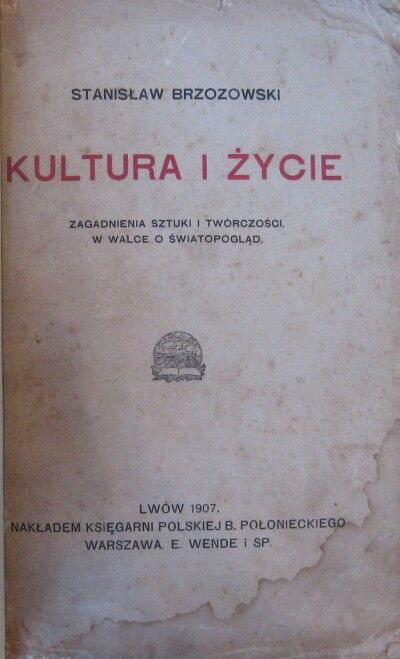 STANISŁAW BRZOZOWSKI
KULTURA I ŻYCIE
ZAGADNIENIA SZTUKI I TWÓRCZOŚCI.
W WALCE O ŚWIATOPOGLĄD.
LWÓW 1907.
NAKŁADEM KSIĘGARNI POLSKIEJ B. POŁONIECKIEGO
WARSZAWA. E. WENDE i SP.